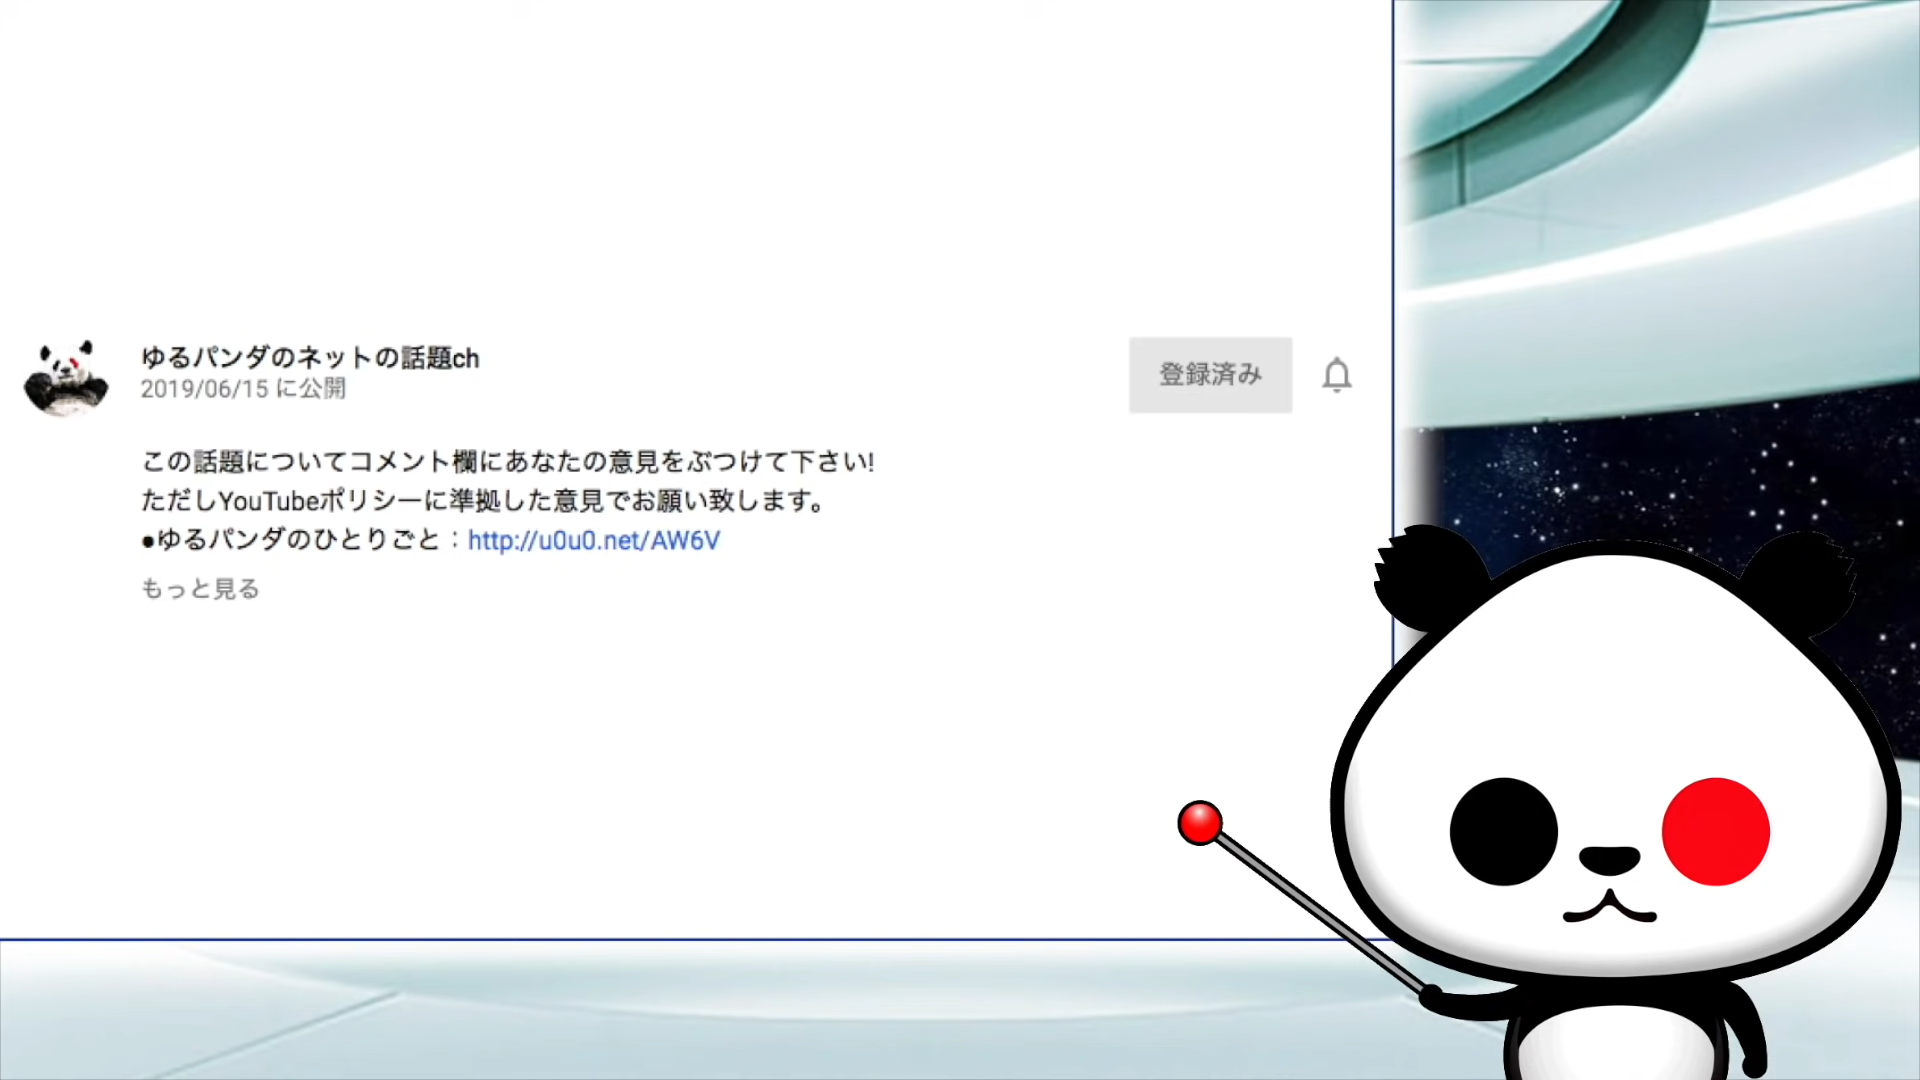 ゆるパンダのネットの話題ch
2019/06/15 に公開
登録済み
この話題についてコメント欄にあなたの意見をぶつけて下さい!
ただしYouTubeポリシーに準拠した意見でお願い致します。
●ゆるパンダのひとりごと：http://u0u0.net/AW6V
もっと見る